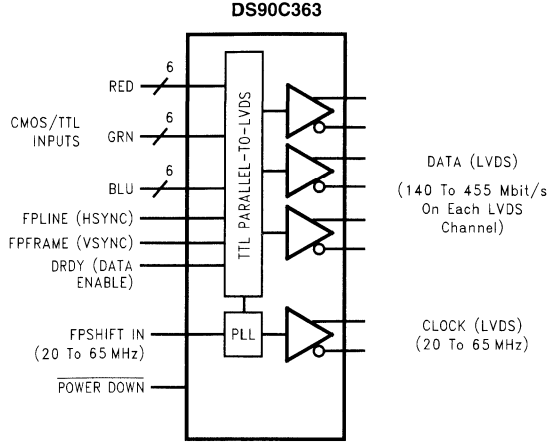 DS90C363
6
RED
6
CMOS/TTL
INPUTS
GRN
6
BLU
FPLINE (HSYNC)
FPFRAME (VSYNC)
DRDY (DATA
ENABLE)
FPSHIFT IN
(20 To 65 MHz)
POWER DOWN
TTL PARALLEL-TO-LVDS
PLL
DATA (LVDS)
(140 To 455 Mbit/s
On Each LVDS
Channel)
CLOCK (LVDS)
(20 To 65 MHz)